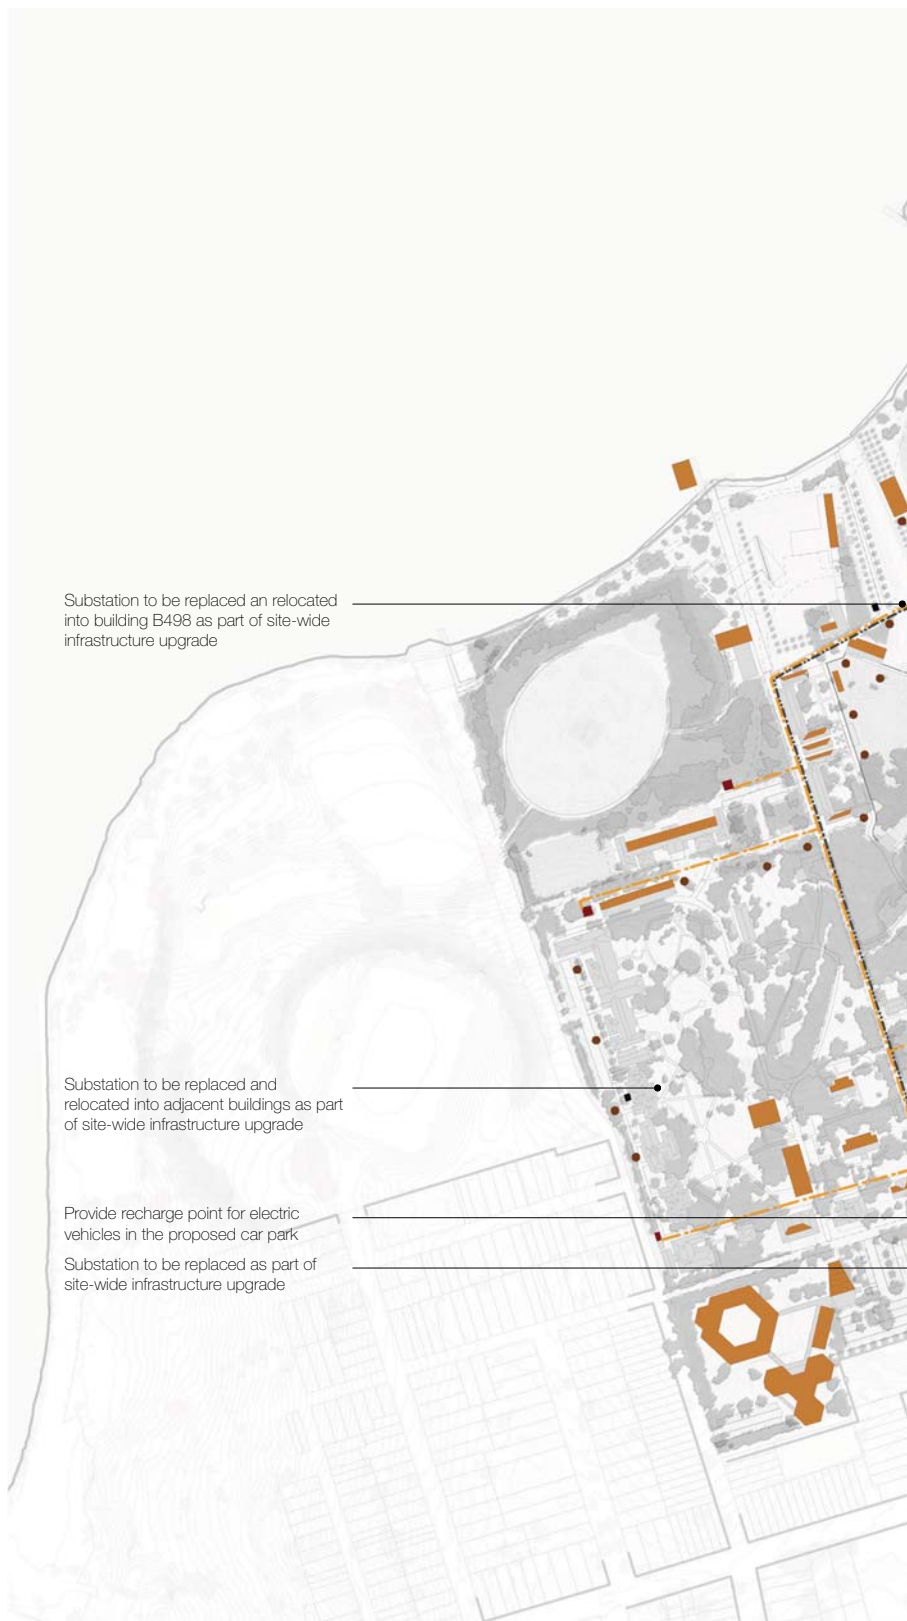 Substation to be replaced an relocated
into building B498 as part of site-wide
infrastructure upgrade
Substation to be replaced and
relocated into adjacent buildings as part
of site-wide infrastructure upgrade
Provide recharge point for electric
vehicles in the proposed car park
Substation to be replaced as part of
site-wide infrastructure upgrade